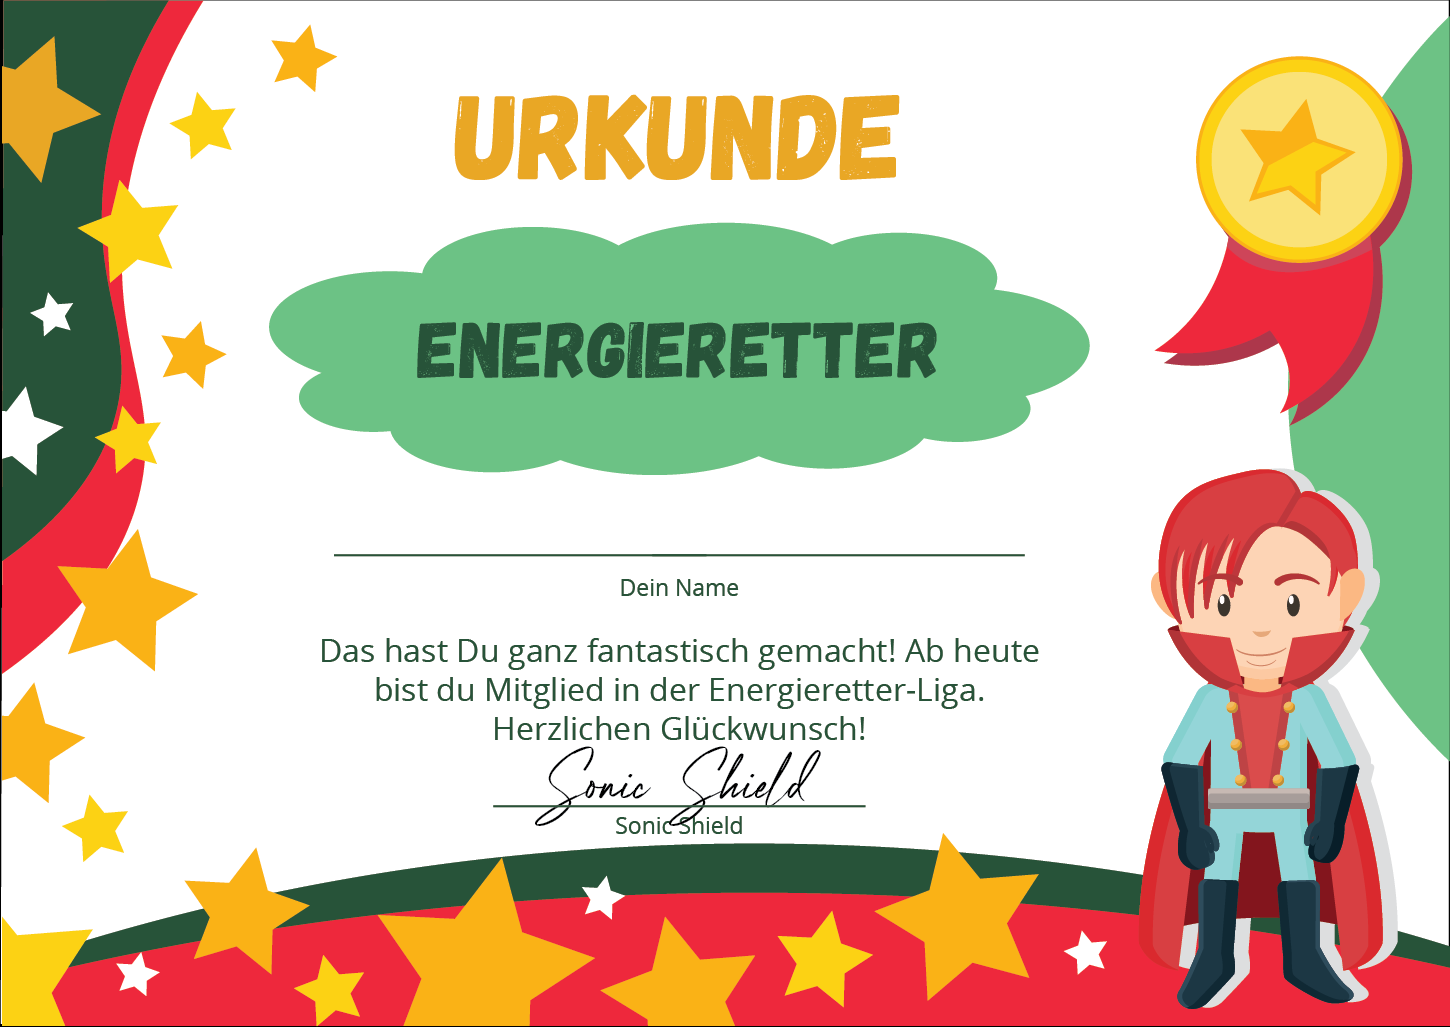 URKUNDE
ENERGIERETTER
Dein Name
Das hast Du ganz fantastisch gemacht! Ab heute
bist du Mitglied in der Energieretter-Liga.
Herzlichen Glückwunsch!
Sonic Shield
Sonic Shield